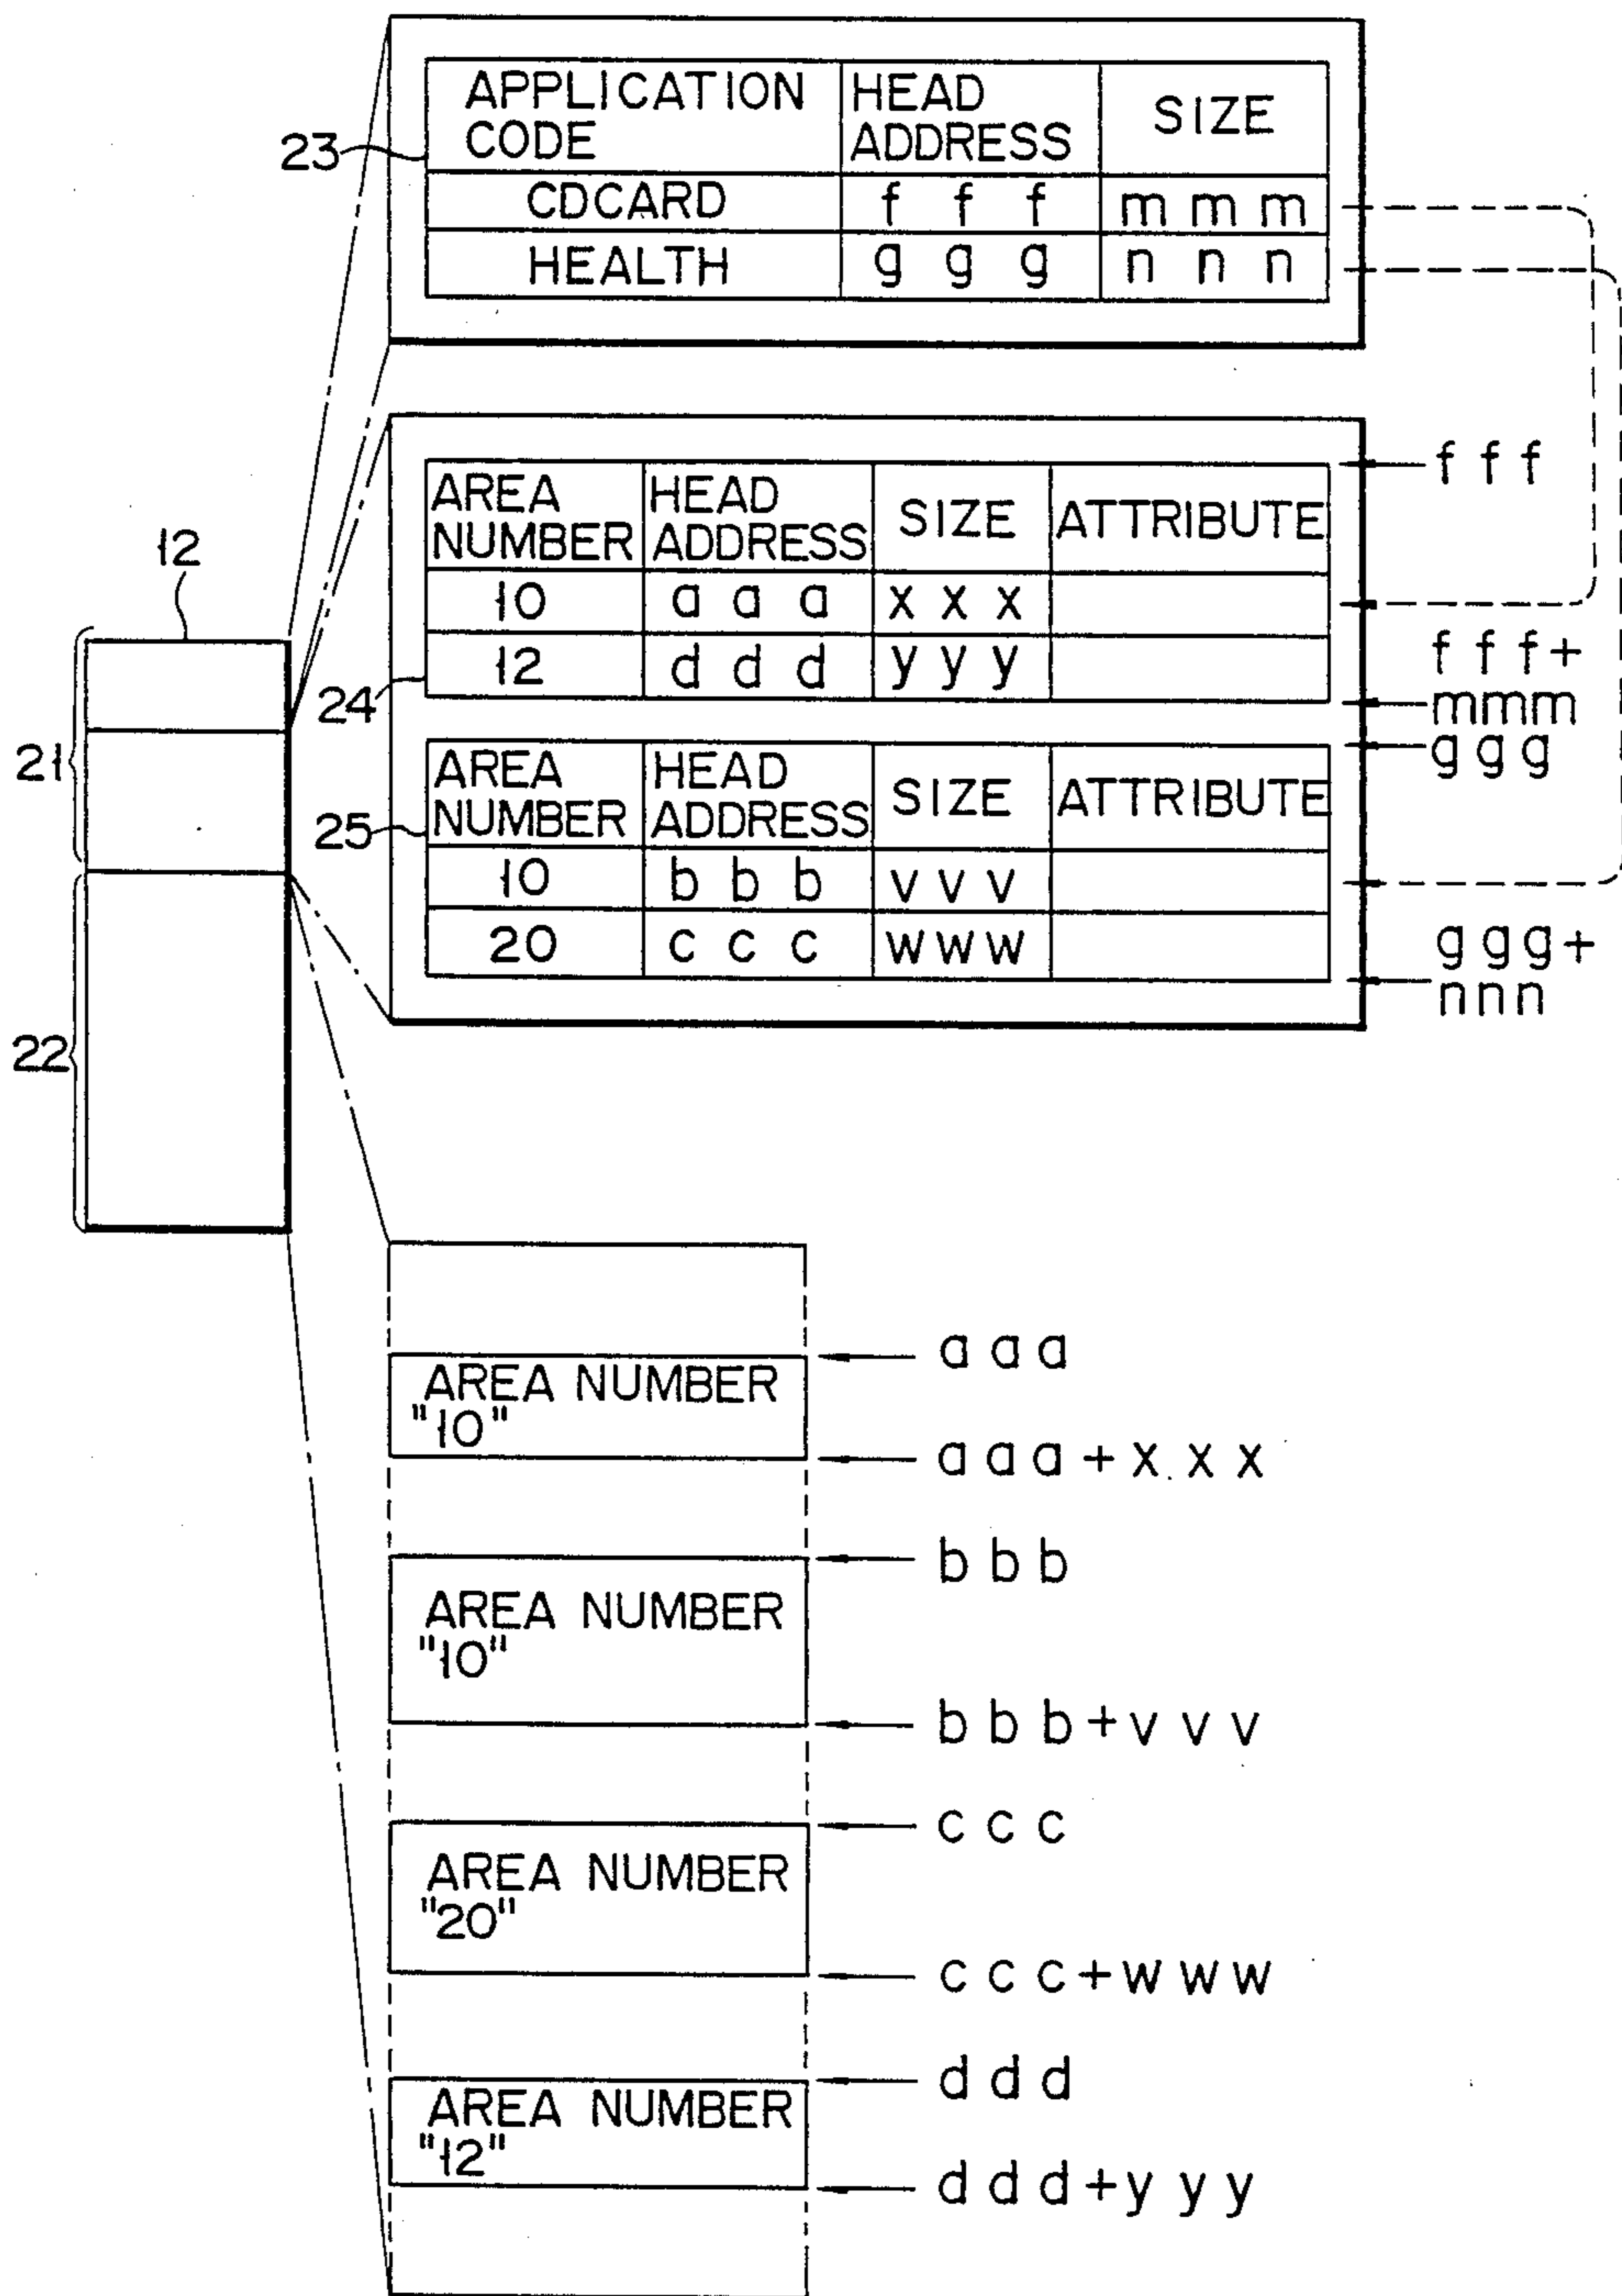 APPLICATION CODE HEAD ADDRESS SIZE
23
CDCARD f f f m m m
HEALTH g g g n n n
AREA NUMBER HEAD ADDRESS SIZE ATTRIBUTE
f f f
10 a a a x x x
12 d d d y y y
24
f f f +
mmm
12
21
22
g g g
AREA NUMBER HEAD ADDRESS SIZE ATTRIBUTE
25
10 b b b v v v
20 c c c w w w
g g g +
nnn
a a a
AREA NUMBER
"10"
a a a + x x x
b b b
AREA NUMBER
"10"
b b b + v v v
c c c
AREA NUMBER
"20"
c c c + w w w
d d d
AREA NUMBER
"12"
d d d + y y y